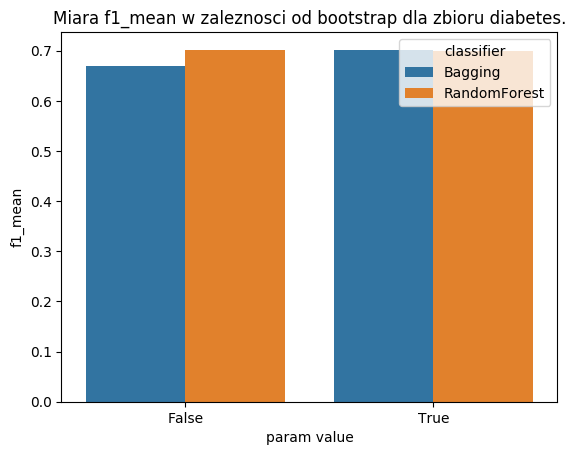 Miara f1_mean w zaleznosci od bootstrap dla zbioru diabetes.
classifier
Bagging
RandomForest
f1_mean
0.7
0.6
0.5
0.4
0.3
0.2
0.1
0.0
False
True
param value